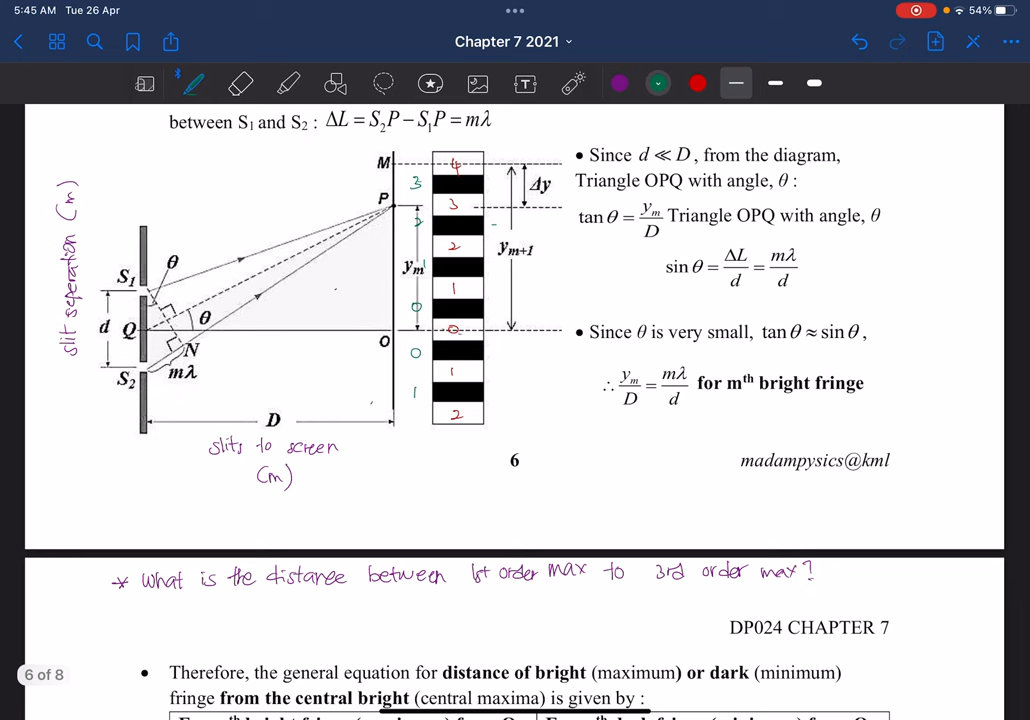 5:45 AM Tue 26 Apr
54%
Chapter 7 2021
between S₁ and S₂ : ΔL = S₂P – S₁P = mλ
M
P
S₁
θ
d
Q
θ
N
S₂
mλ
O
D
slit seperation (m)
slits to screen
(m)
yₘ
3
2
1
0
0
1
4
3
2
1
0
1
2
Δy
yₘ₊₁
• Since d ≪ D, from the diagram,
Triangle OPQ with angle, θ :
tan θ = yₘ/D Triangle OPQ with angle, θ
sin θ = ΔL/d = mλ/d
• Since θ is very small, tan θ ≈ sin θ ,
∴ yₘ/D = mλ/d for mᵗʰ bright fringe
6
madampysics@kml
* What is the distance between 1st order max to 3rd order max?
DP024 CHAPTER 7
6 of 8
• Therefore, the general equation for distance of bright (maximum) or dark (minimum)
fringe from the central bright (central maxima) is given by :